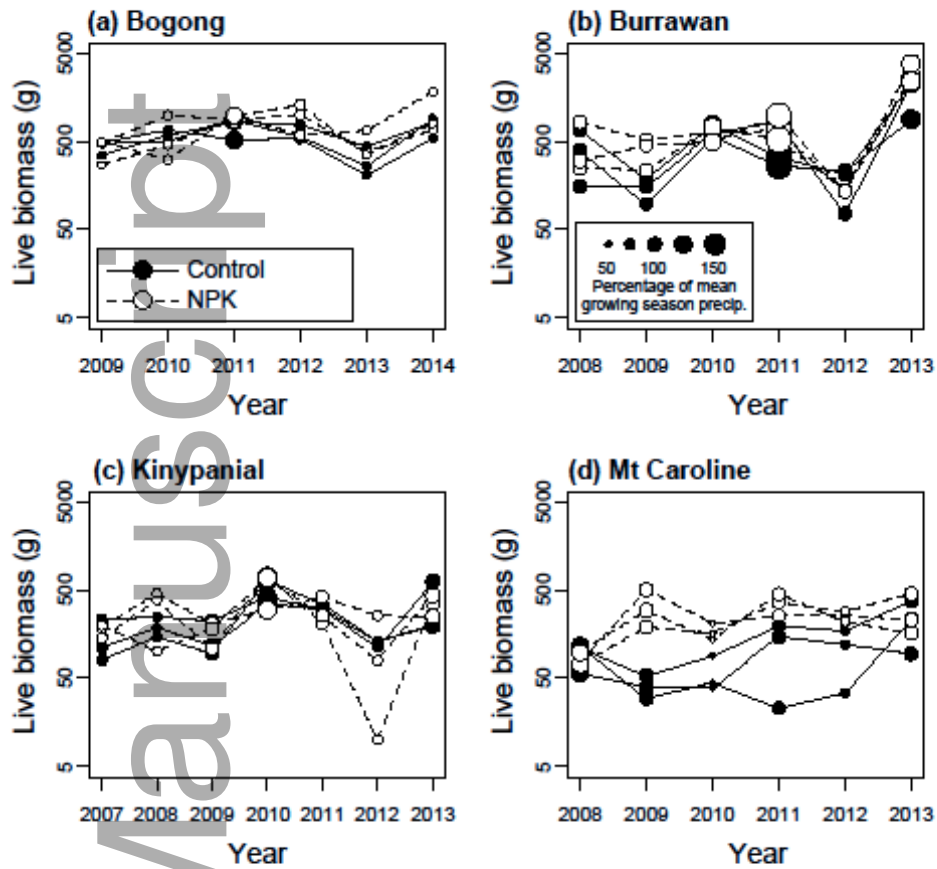 (a) Bogong
Live biomass (g)
5000
50
50
5
Control
NPK
2009 2010 2011 2012 2013 2014
Year
(b) Burrawan
Live biomass (g)
5000
50
50
5
50 100 150
Percentage of mean
growing season precip.
2008 2009 2010 2011 2012 2013
Year
(c) Kinypanial
Live biomass (g)
5000
500
50
5
2007 2008 2009 2010 2011 2012 2013
Year
(d) Mt Caroline
Live biomass (g)
5000
500
50
5
2008 2009 2010 2011 2012 2013
Year
Manuscript